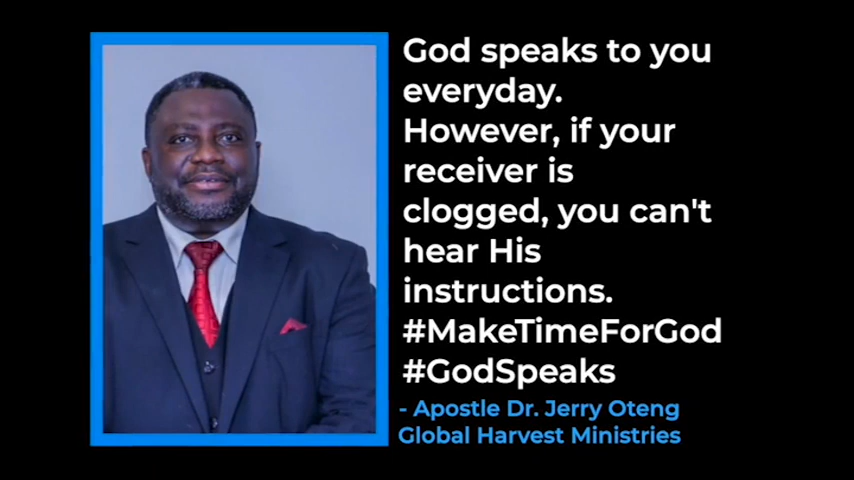 God speaks to you
everyday.
However, if your
receiver is
clogged, you can't
hear His
instructions.
#MakeTimeForGod
#GodSpeaks
- Apostle Dr. Jerry Oteng
Global Harvest Ministries